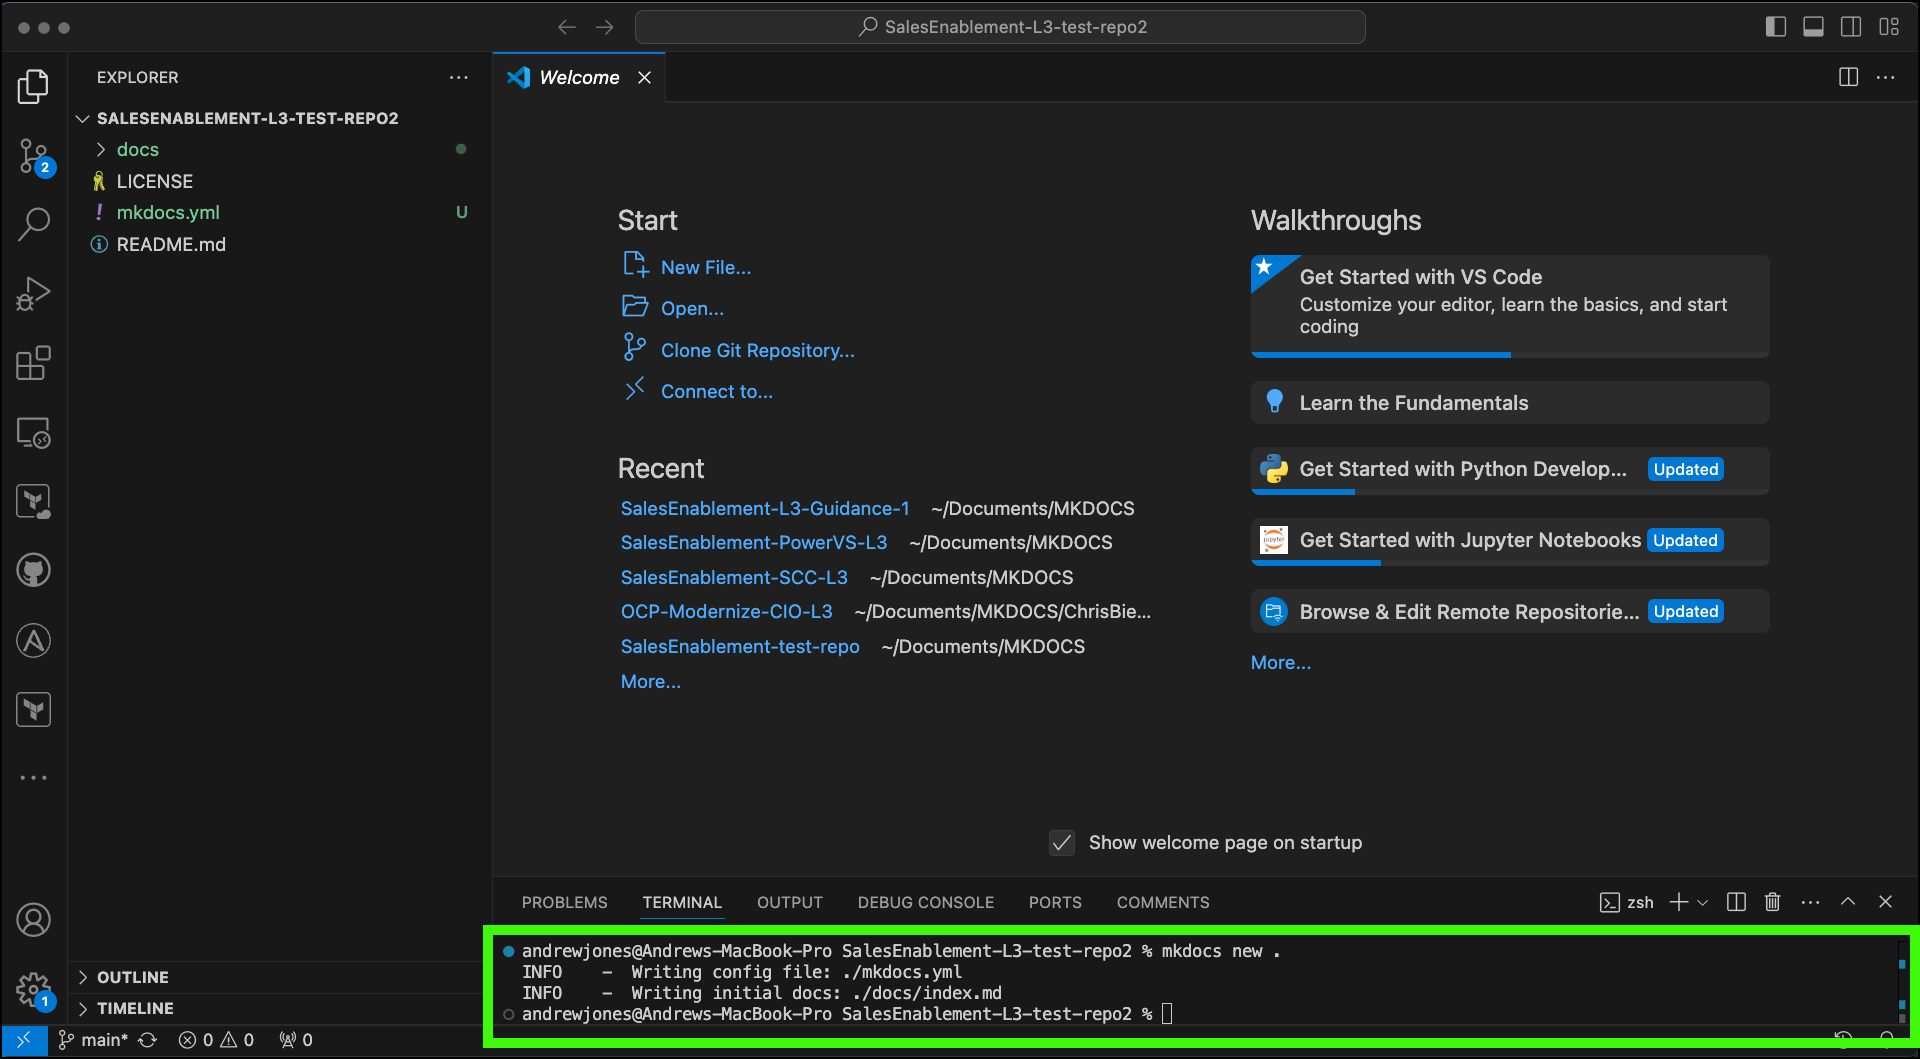 SalesEnablement-L3-test-repo2
EXPLORER
SALESENABLEMENT-L3-TEST-REPO2
docs
LICENSE
mkdocs.yml U
README.md
2
1
OUTLINE
TIMELINE
Welcome
Start
New File...
Open...
Clone Git Repository...
Connect to...
Recent
SalesEnablement-L3-Guidance-1 ~/Documents/MKDOCS
SalesEnablement-PowerVS-L3 ~/Documents/MKDOCS
SalesEnablement-SCC-L3 ~/Documents/MKDOCS
OCP-Modernize-CIO-L3 ~/Documents/MKDOCS/ChrisBie...
SalesEnablement-test-repo ~/Documents/MKDOCS
More...
Walkthroughs
Get Started with VS Code
Customize your editor, learn the basics, and start
coding
Learn the Fundamentals
Get Started with Python Develop... Updated
jupyter
Get Started with Jupyter Notebooks Updated
Browse & Edit Remote Repositorie... Updated
More...
Show welcome page on startup
PROBLEMS TERMINAL OUTPUT DEBUG CONSOLE PORTS COMMENTS
zsh
andrewjones@Andrews-MacBook-Pro SalesEnablement-L3-test-repo2 % mkdocs new .
INFO - Writing config file: ./mkdocs.yml
INFO - Writing initial docs: ./docs/index.md
andrewjones@Andrews-MacBook-Pro SalesEnablement-L3-test-repo2 %
main* 0 0 0